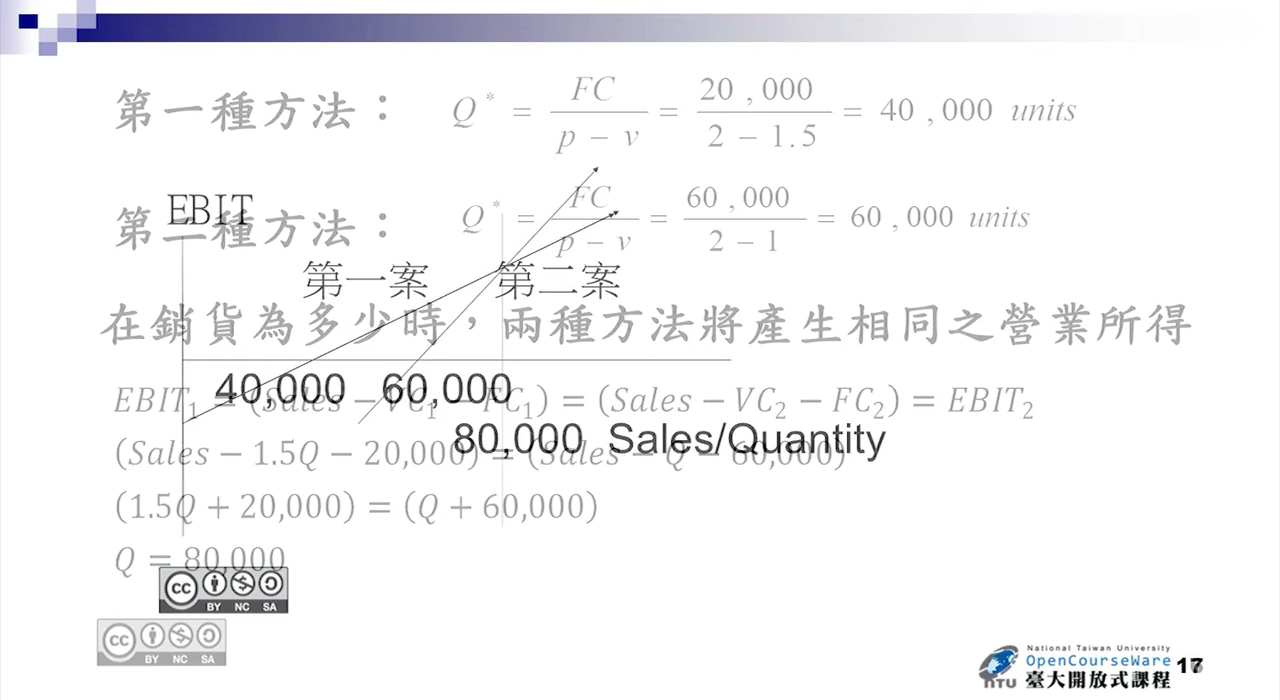 第一種方法： Q* = FC / p − v = 20 ,000 / 2 − 1.5 = 40 ,000 units
EBIT
第二種方法： Q* = FC / p − v = 60 ,000 / 2 − 1 = 60 ,000 units
第一案 第二案
在銷貨為多少時，兩種方法將產生相同之營業所得
40,000 60,000
EBIT₁ = (Sales − VC₁ − FC₁) = (Sales − VC₂ − FC₂) = EBIT₂
80,000 Sales/Quantity
(Sales − 1.5Q − 20,000) = (Sales − Q − 60,000)
(1.5Q + 20,000) = (Q + 60,000)
Q = 80,000
cc BY NC SA
cc BY NC SA
National Taiwan University
OpenCourseWare
NTU 臺大開放式課程